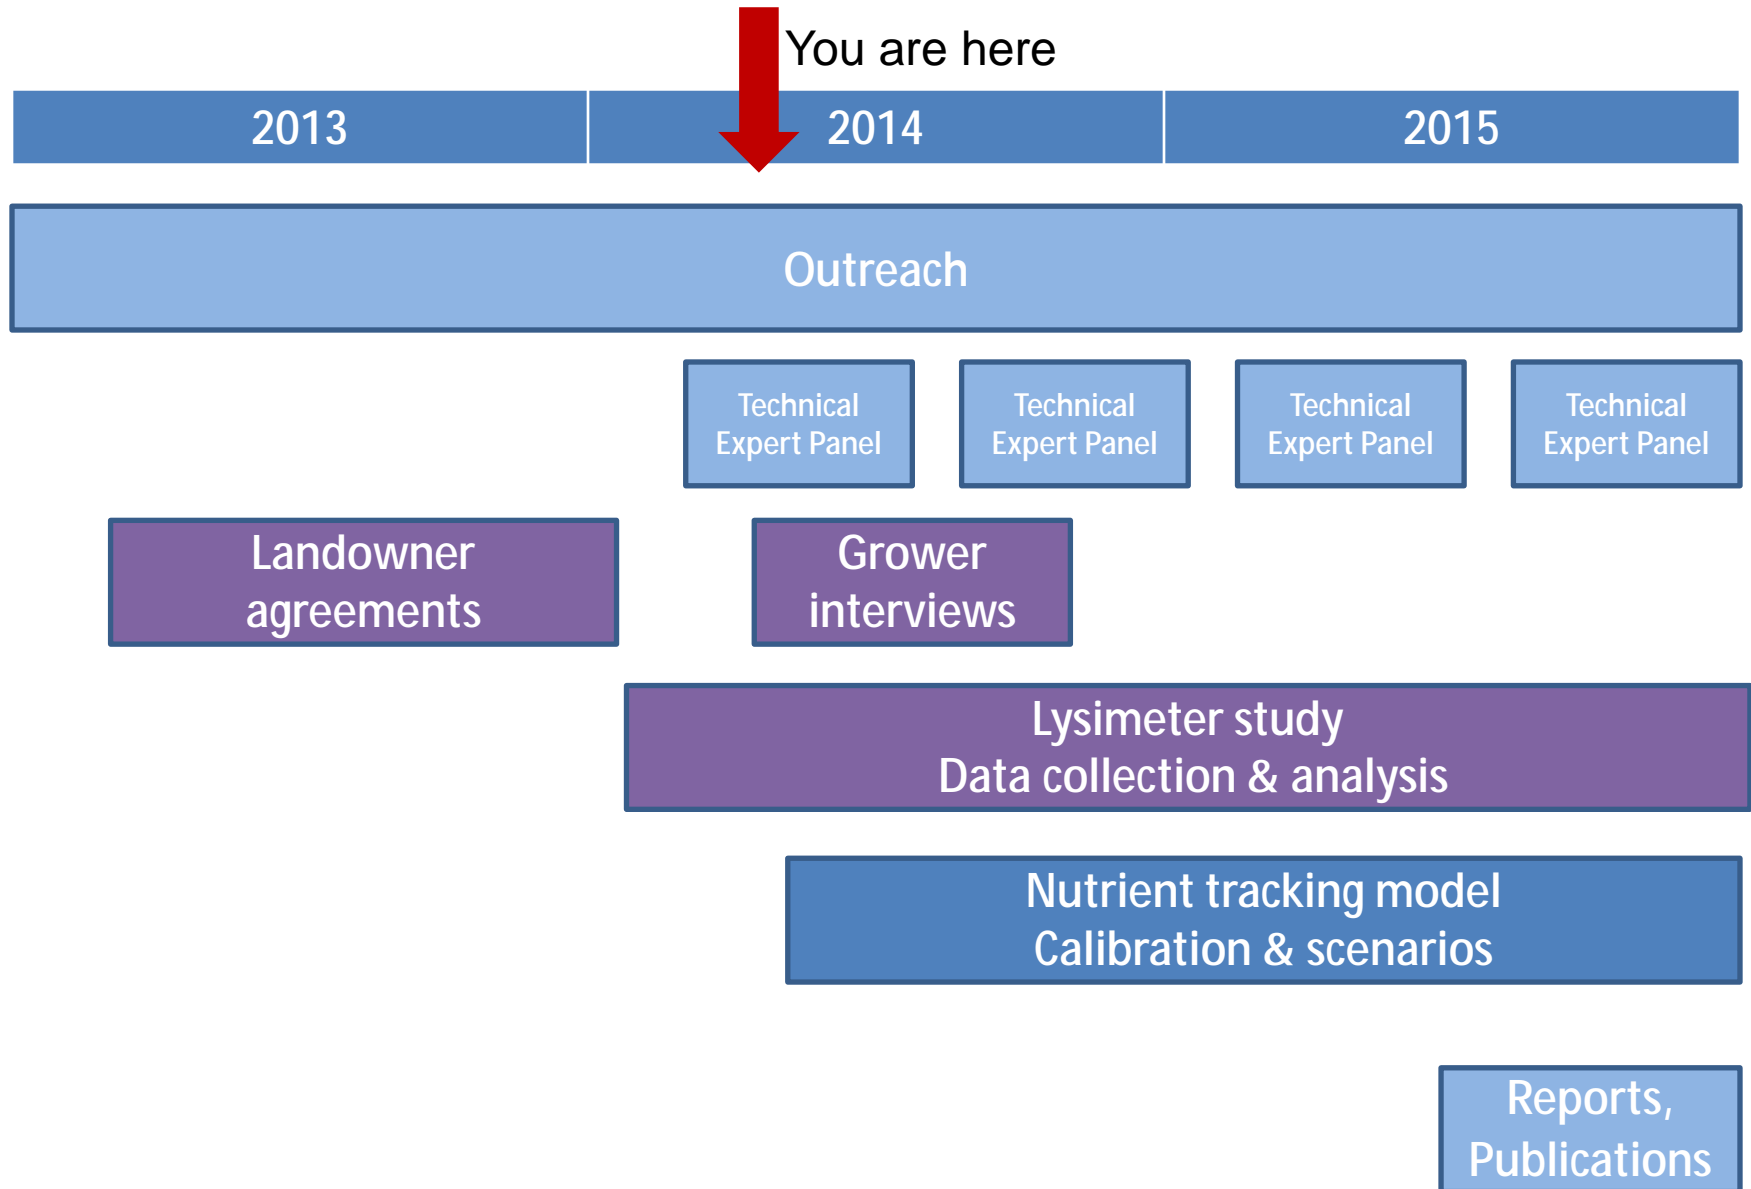 You are here
2013 2014 2015
Outreach
Technical
Expert Panel
Technical
Expert Panel
Technical
Expert Panel
Technical
Expert Panel
Landowner
agreements
Grower
interviews
Lysimeter study
Data collection & analysis
Nutrient tracking model
Calibration & scenarios
Reports,
Publications